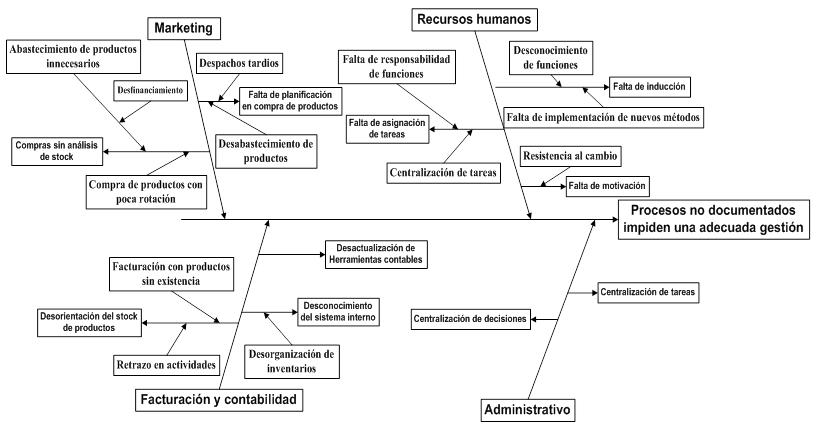 Marketing
Recursos humanos
Abastecimiento de productos
innecesarios
Despachos tardios
Desfinanciamiento
Falta de planificación
en compra de productos
Compras sin análisis
de stock
Desabastecimiento de
productos
Compra de productos con
poca rotación
Falta de responsabilidad
de funciones
Desconocimiento
de funciones
Falta de inducción
Falta de asignación
de tareas
Falta de implementación de nuevos métodos
Centralización de tareas
Resistencia al cambio
Falta de motivación
Procesos no documentados
impiden una adecuada gestión
Desactualización de
Herramientas contables
Facturación con productos
sin existencia
Desorientación del stock
de productos
Desconocimiento
del sistema interno
Retrazo en actividades
Desorganización de
inventarios
Centralización de tareas
Centralización de decisiones
Facturación y contabilidad
Administrativo